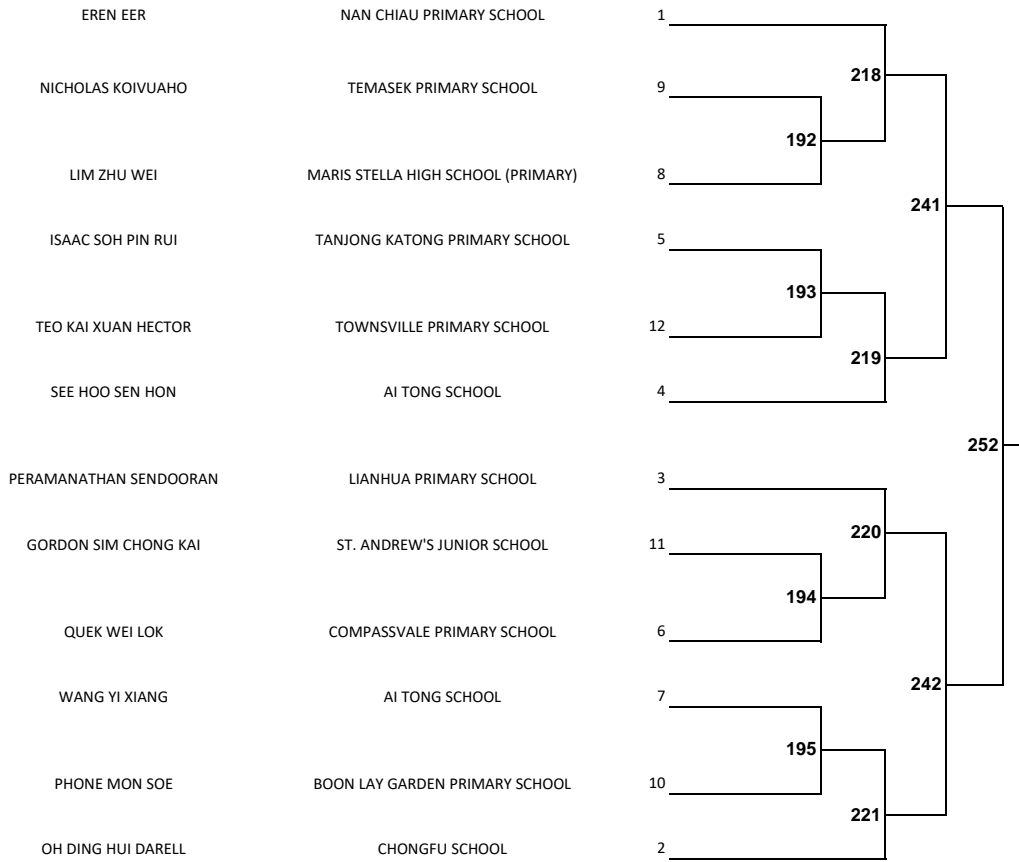 EREN EER NAN CHIAU PRIMARY SCHOOL 1
218
NICHOLAS KOIVUAHO TEMASEK PRIMARY SCHOOL 9
192
LIM ZHU WEI MARIS STELLA HIGH SCHOOL (PRIMARY) 8
241
ISAAC SOH PIN RUI TANJONG KATONG PRIMARY SCHOOL 5
193
TEO KAI XUAN HECTOR TOWNSVILLE PRIMARY SCHOOL 12
219
SEE HOO SEN HON AI TONG SCHOOL 4
252
PERAMANATHAN SENDOORAN LIANHUA PRIMARY SCHOOL 3
220
GORDON SIM CHONG KAI ST. ANDREW'S JUNIOR SCHOOL 11
194
QUEK WEI LOK COMPASSVALE PRIMARY SCHOOL 6
242
WANG YI XIANG AI TONG SCHOOL 7
195
PHONE MON SOE BOON LAY GARDEN PRIMARY SCHOOL 10
221
OH DING HUI DARELL CHONGFU SCHOOL 2